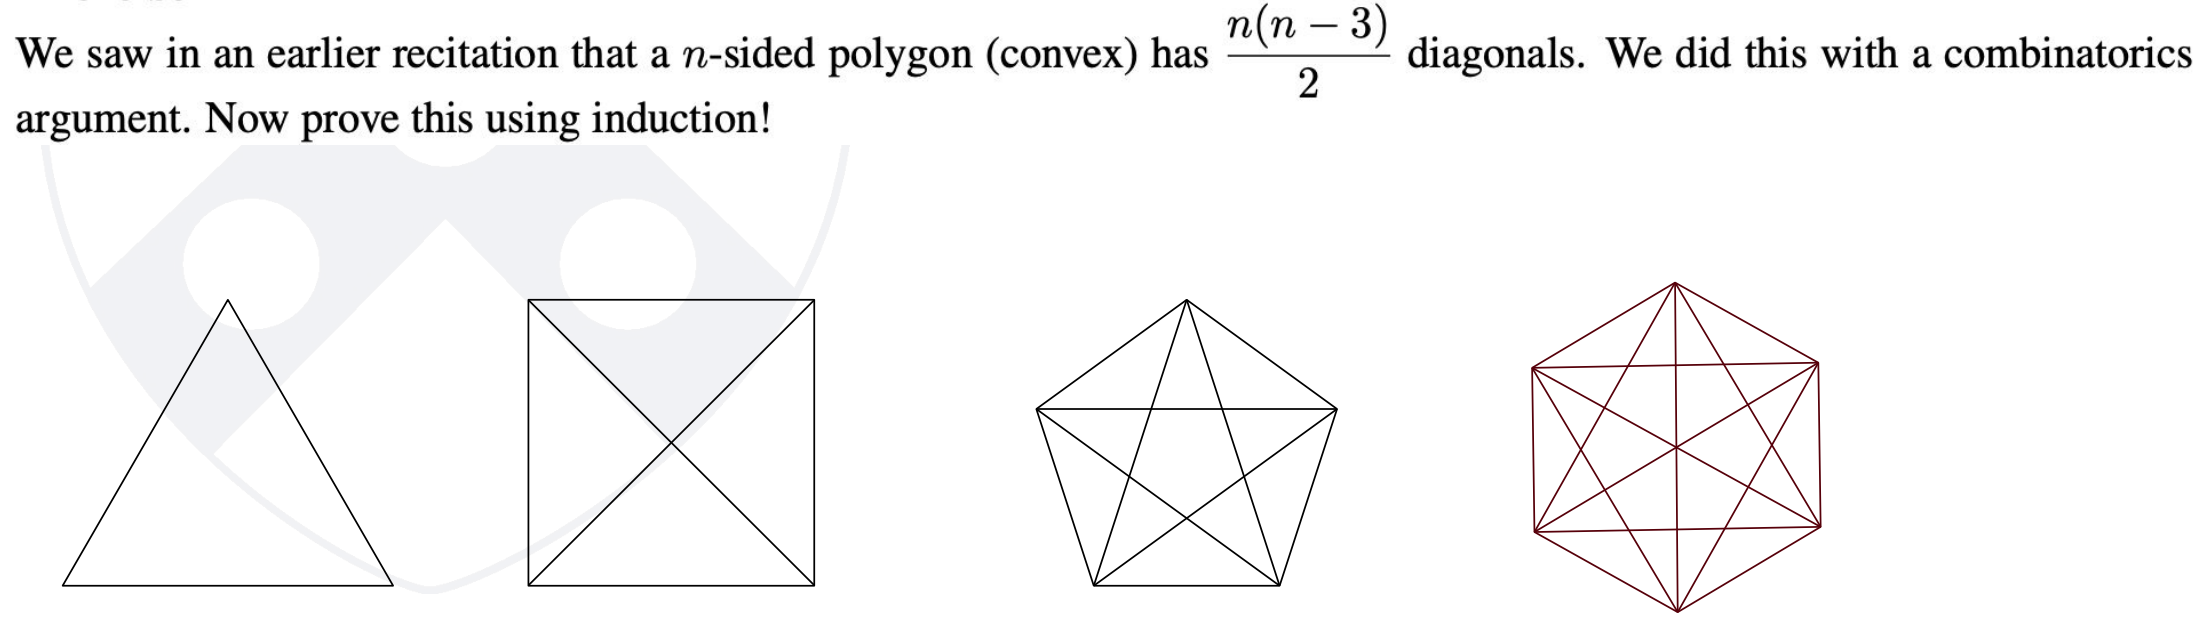 We saw in an earlier recitation that a n-sided polygon (convex) has \frac{n(n-3)}{2} diagonals. We did this with a combinatorics
argument. Now prove this using induction!